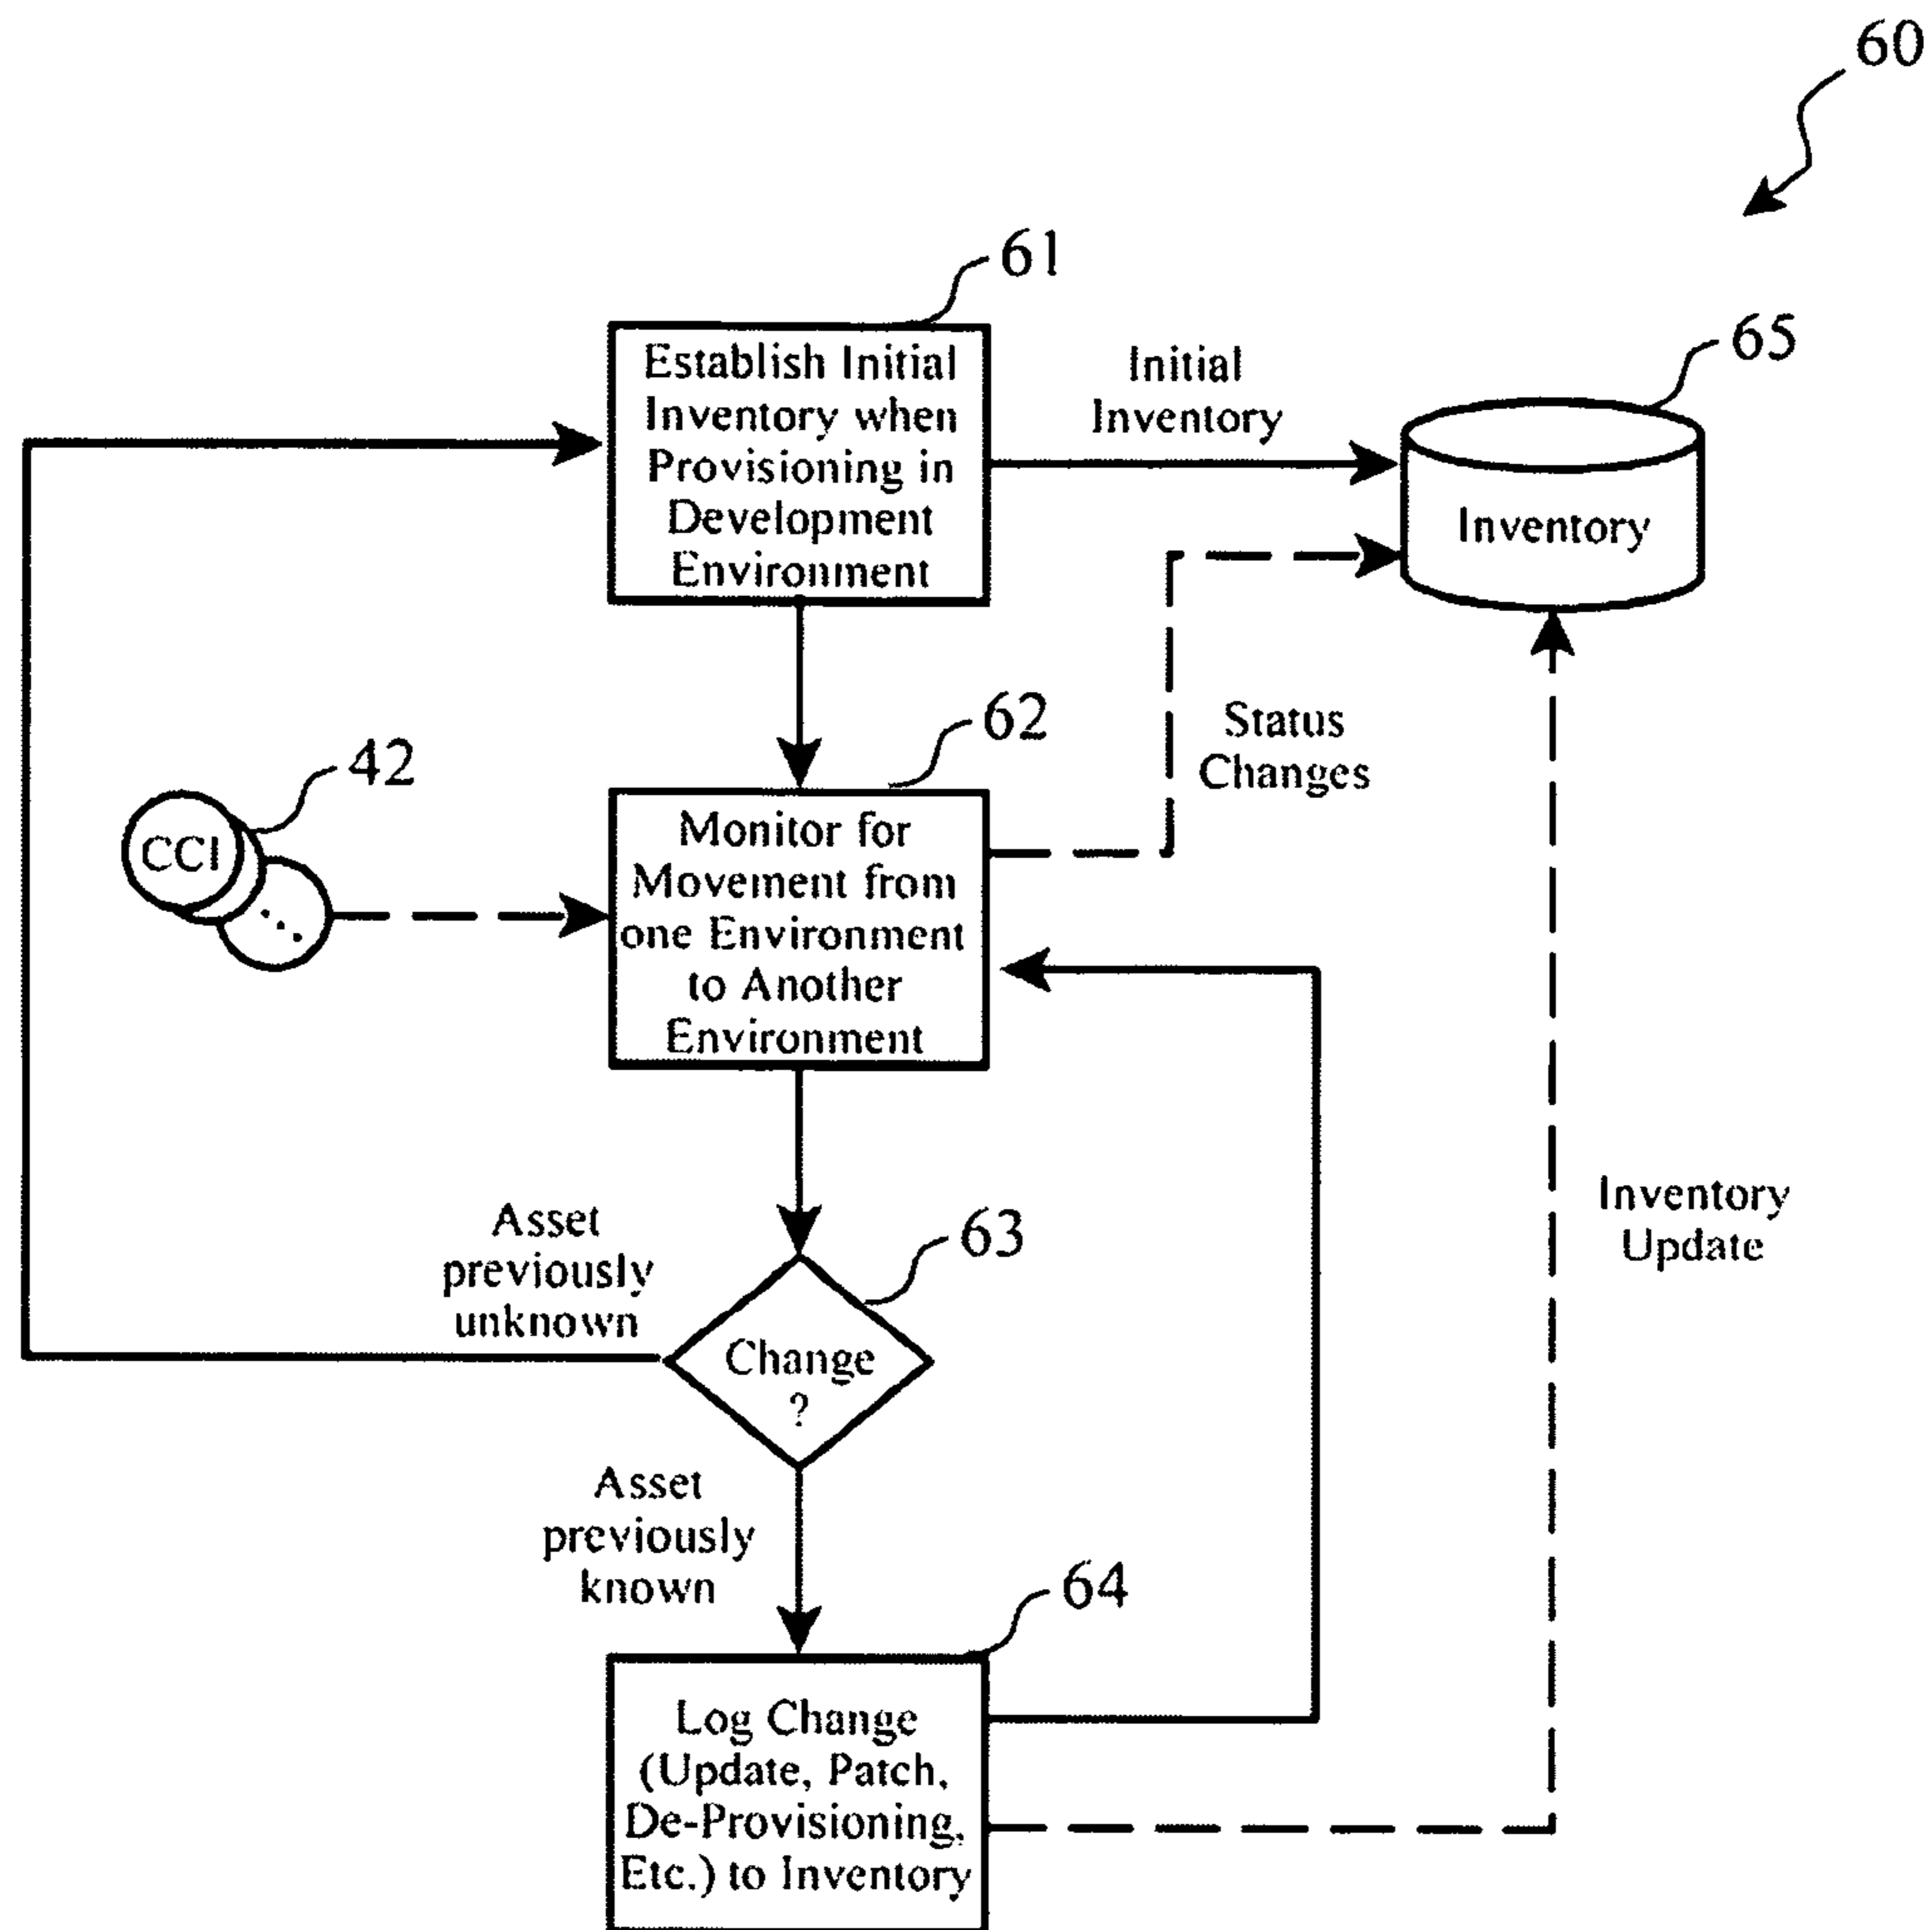 60
61
Establish Initial
Inventory when
Provisioning in
Development
Environment
Initial
Inventory
65
Inventory
62
Status
Changes
42
CCI
Monitor for
Movement from
one Environment
to Another
Environment
Inventory
Update
Asset
previously
unknown
63
Change
?
Asset
previously
known
64
Log Change
(Update, Patch,
De-Provisioning,
Etc.) to Inventory